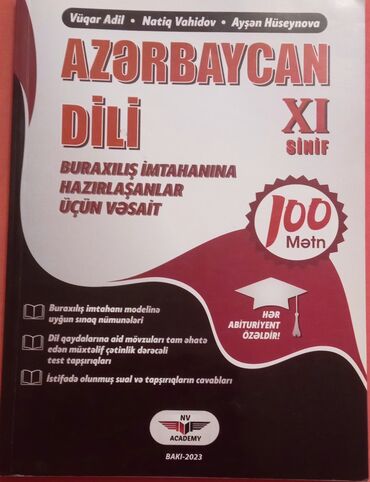 Vüqar Adil • Natiq Vahidov • Ayşən Hüseynova
AZƏRBAYCAN
DİLİ
XI
SİNİF
BURAXILIŞ İMTAHANINA
HAZIRLAŞANLAR
ÜÇÜN VƏSAİT
100
Mətn
HƏR
ABİTURİYENT
ÖZƏLDİR!
Buraxılış imtahanı modelinə
uyğun sınaq nümunələri
Dil qaydalarına aid mövzuları tam əhatə
edən müxtəlif çətinlik dərəcəli
test tapşırıqları
İstifadə olunmuş sual və tapşırıqların cavabları
NV
ACADEMY
BAKI-2023